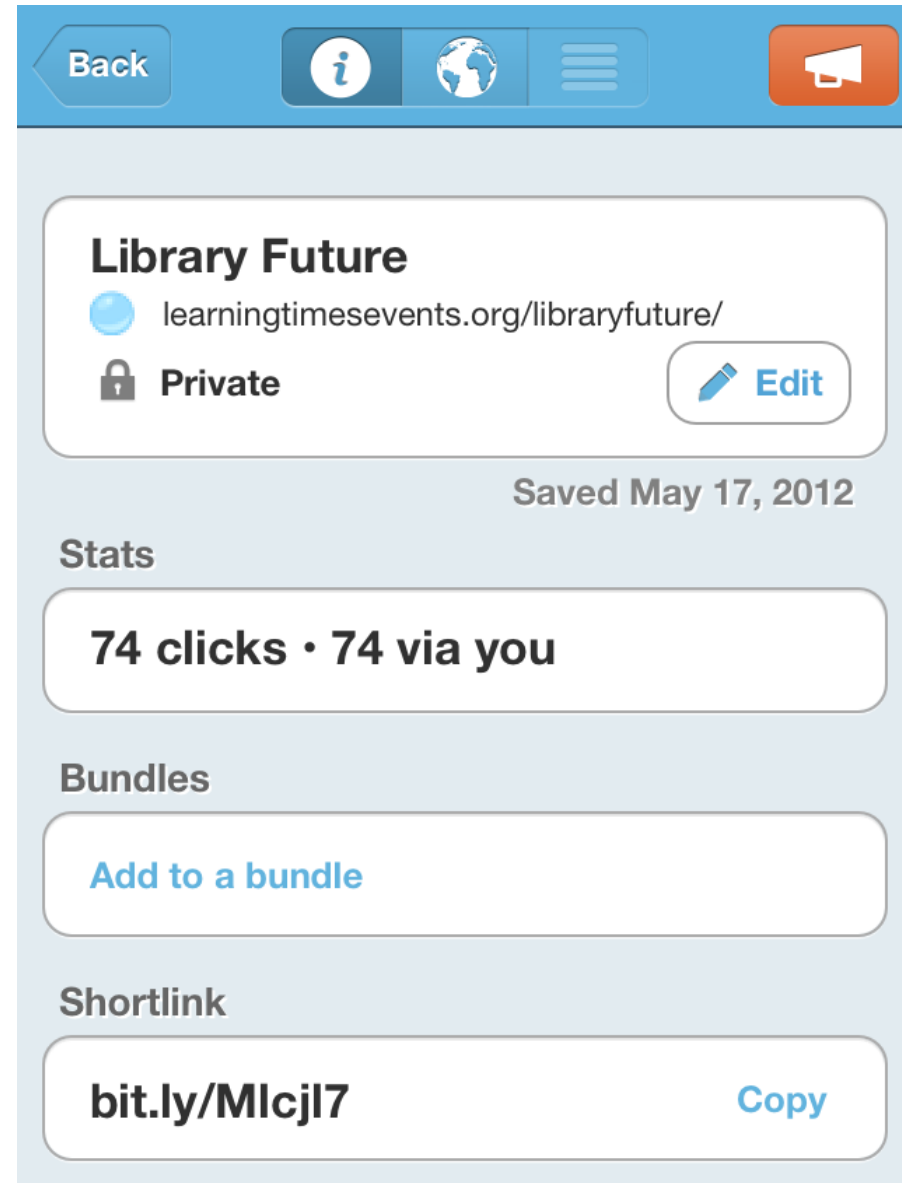 Back
i
Library Future
learningtimesevents.org/libraryfuture/
Private
Edit
Saved May 17, 2012
Stats
74 clicks · 74 via you
Bundles
Add to a bundle
Shortlink
bit.ly/MIcjI7
Copy